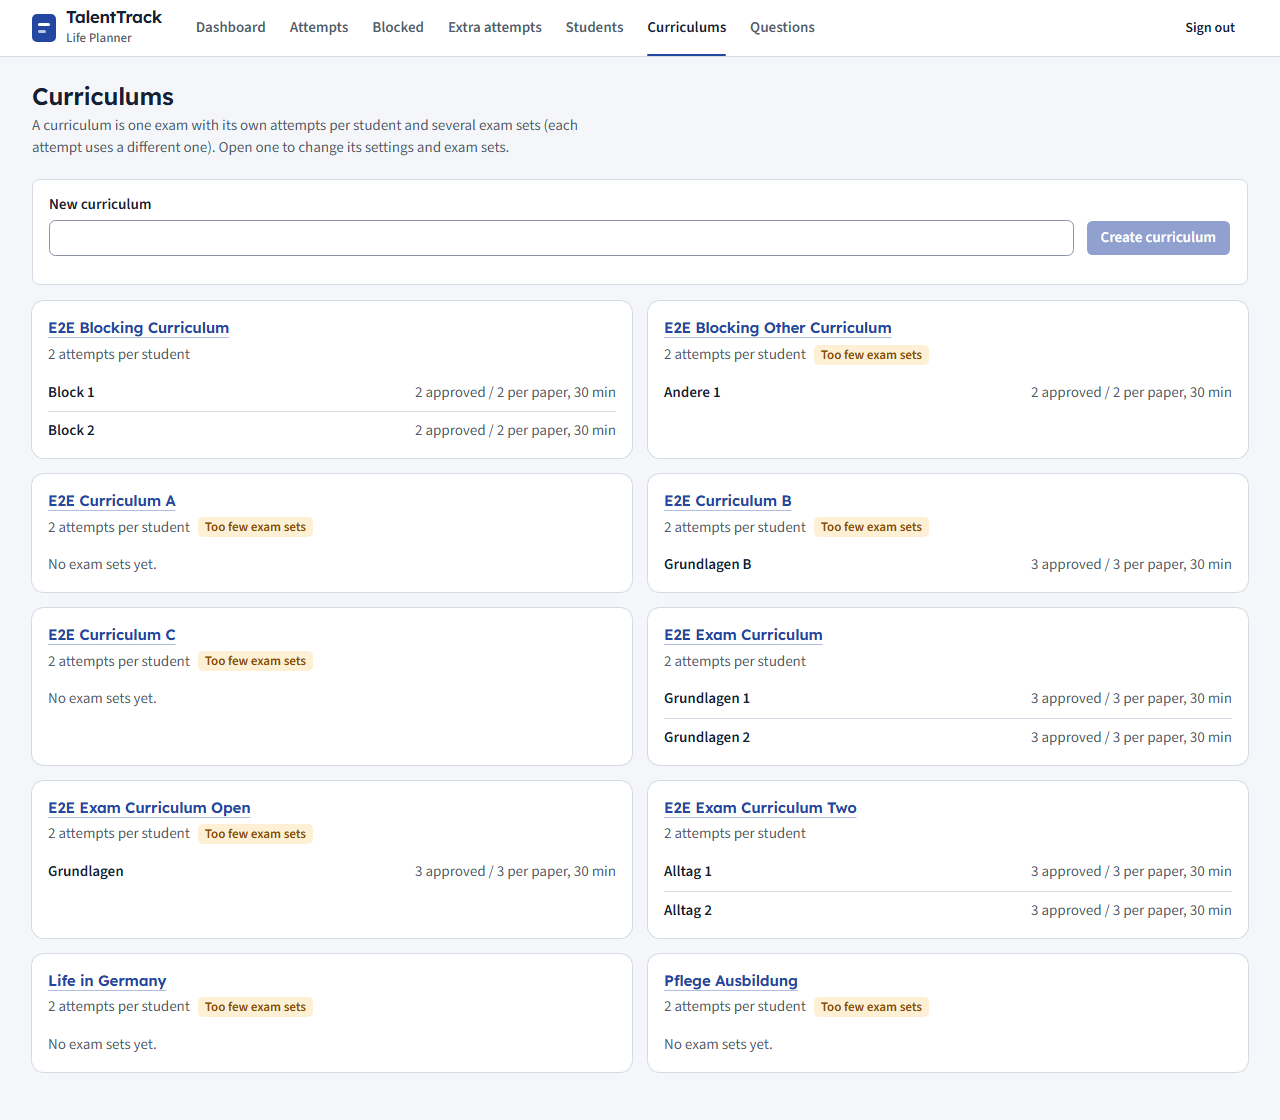 TalentTrack
Life Planner
Dashboard Attempts Blocked Extra attempts Students Curriculums Questions
Sign out
Curriculums
A curriculum is one exam with its own attempts per student and several exam sets (each
attempt uses a different one). Open one to change its settings and exam sets.
New curriculum
Create curriculum
E2E Blocking Curriculum
2 attempts per student
Block 1 2 approved / 2 per paper, 30 min
Block 2 2 approved / 2 per paper, 30 min
E2E Blocking Other Curriculum
2 attempts per student Too few exam sets
Andere 1 2 approved / 2 per paper, 30 min
E2E Curriculum A
2 attempts per student Too few exam sets
No exam sets yet.
E2E Curriculum B
2 attempts per student Too few exam sets
Grundlagen B 3 approved / 3 per paper, 30 min
E2E Curriculum C
2 attempts per student Too few exam sets
No exam sets yet.
E2E Exam Curriculum
2 attempts per student
Grundlagen 1 3 approved / 3 per paper, 30 min
Grundlagen 2 3 approved / 3 per paper, 30 min
E2E Exam Curriculum Open
2 attempts per student Too few exam sets
Grundlagen 3 approved / 3 per paper, 30 min
E2E Exam Curriculum Two
2 attempts per student
Alltag 1 3 approved / 3 per paper, 30 min
Alltag 2 3 approved / 3 per paper, 30 min
Life in Germany
2 attempts per student Too few exam sets
No exam sets yet.
Pflege Ausbildung
2 attempts per student Too few exam sets
No exam sets yet.